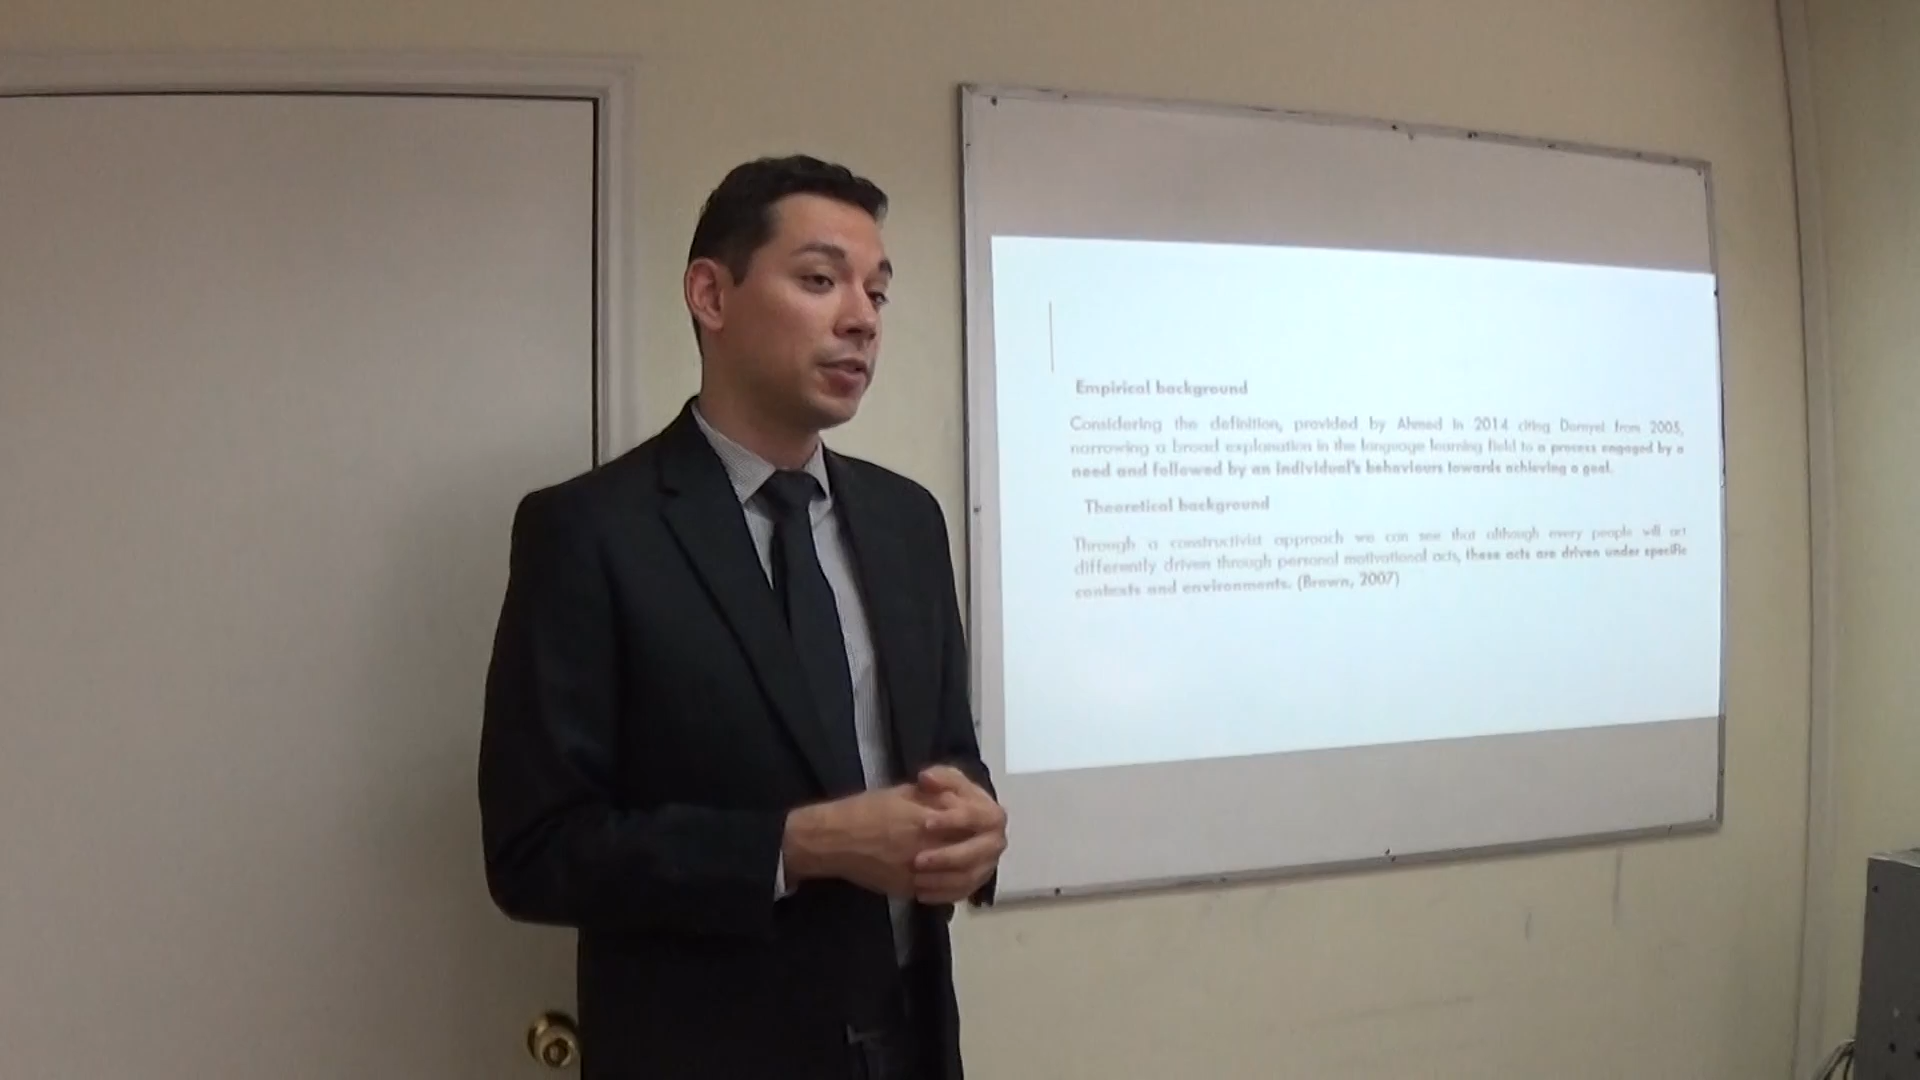 Empirical background
Considering the definition, provided by Ahmed in 2014 citing Dornyei from 2005,
narrowing a broad explanation in the language learning field to a process engaged by a
need and followed by an individual's behaviours towards achieving a goal.
Theoretical background
Through a constructivist approach we can see that although every people will act
differently driven through personal motivational acts, these acts are driven under specific
contexts and environments. (Brown, 2007)